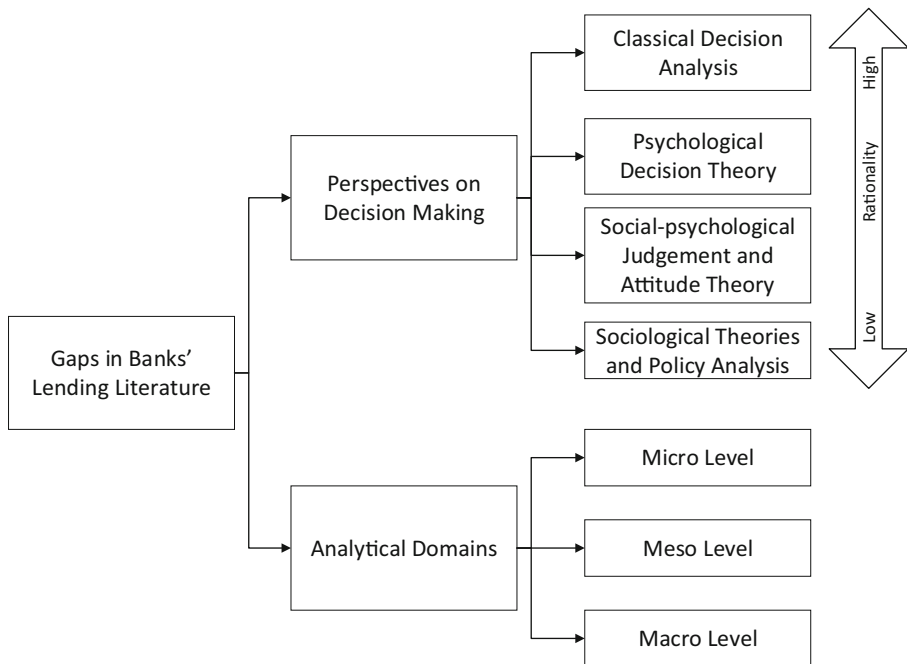 Classical Decision
Analysis
High
Psychological
Decision Theory
Perspectives on
Decision Making
Rationality
Social-psychological
Judgement and
Attitude Theory
Low
Sociological Theories
and Policy Analysis
Gaps in Banks’
Lending Literature
Micro Level
Analytical Domains
Meso Level
Macro Level